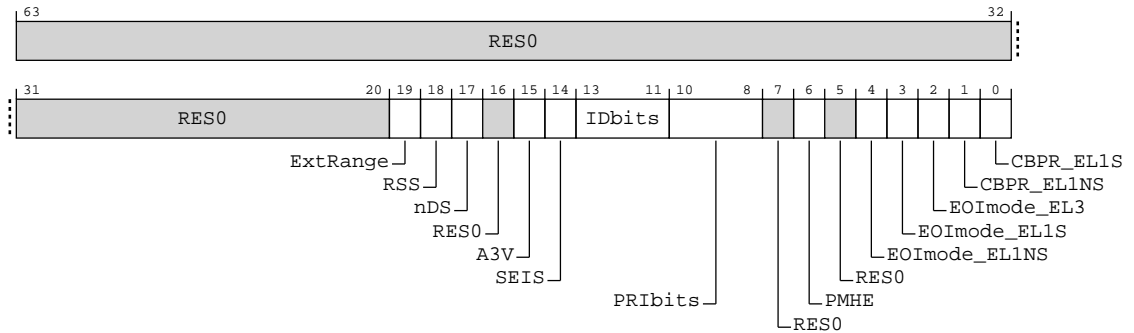 63 32
RES0
31 20 19 18 17 16 15 14 13 11 10 8 7 6 5 4 3 2 1 0
RES0 IDbits
ExtRange CBPR_EL1S
RSS CBPR_EL1NS
nDS EOImode_EL3
RES0 EOImode_EL1S
A3V EOImode_EL1NS
SEIS RES0
PRIbits PMHE
RES0